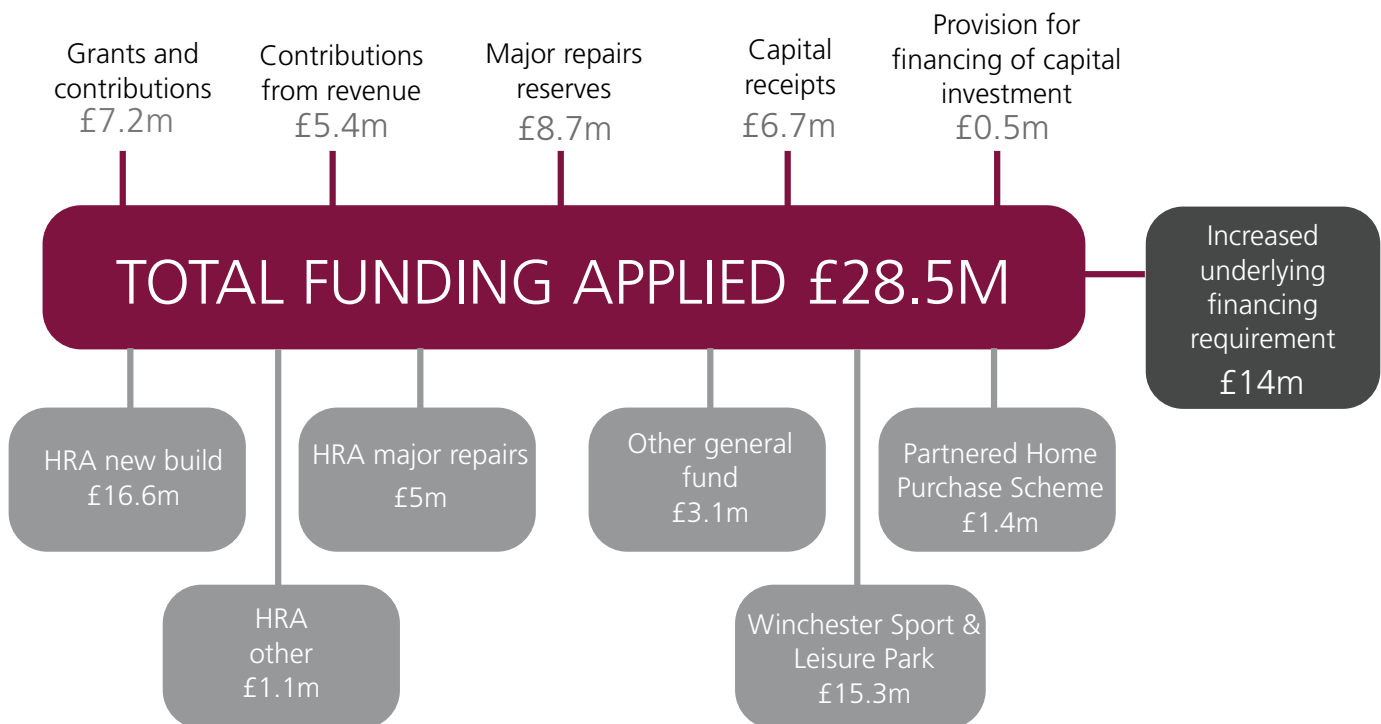 Grants and
contributions
£7.2m
Contributions
from revenue
£5.4m
Major repairs
reserves
£8.7m
Capital
receipts
£6.7m
Provision for
financing of capital
investment
£0.5m
TOTAL FUNDING APPLIED £28.5M
Increased
underlying
financing
requirement
£14m
HRA new build
£16.6m
HRA major repairs
£5m
Other general
fund
£3.1m
Partnered Home
Purchase Scheme
£1.4m
HRA
other
£1.1m
Winchester Sport &
Leisure Park
£15.3m